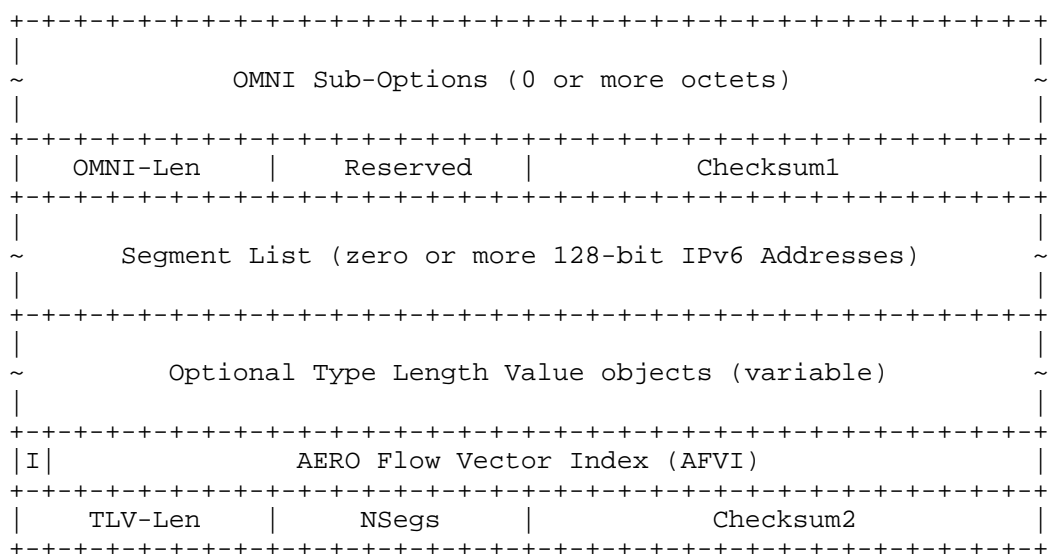 +-+-+-+-+-+-+-+-+-+-+-+-+-+-+-+-+-+-+-+-+-+-+-+-+-+-+-+-+-+-+-+-+
|                                                               |
~              OMNI Sub-Options (0 or more octets)              ~
|                                                               |
+-+-+-+-+-+-+-+-+-+-+-+-+-+-+-+-+-+-+-+-+-+-+-+-+-+-+-+-+-+-+-+-+
|   OMNI-Len    |   Reserved    |          Checksum1            |
+-+-+-+-+-+-+-+-+-+-+-+-+-+-+-+-+-+-+-+-+-+-+-+-+-+-+-+-+-+-+-+-+
|                                                               |
~      Segment List (zero or more 128-bit IPv6 Addresses)       ~
|                                                               |
+-+-+-+-+-+-+-+-+-+-+-+-+-+-+-+-+-+-+-+-+-+-+-+-+-+-+-+-+-+-+-+-+
|                                                               |
~         Optional Type Length Value objects (variable)         ~
|                                                               |
+-+-+-+-+-+-+-+-+-+-+-+-+-+-+-+-+-+-+-+-+-+-+-+-+-+-+-+-+-+-+-+-+
|I|               AERO Flow Vector Index (AFVI)                 |
+-+-+-+-+-+-+-+-+-+-+-+-+-+-+-+-+-+-+-+-+-+-+-+-+-+-+-+-+-+-+-+-+
|    TLV-Len    |     NSegs     |           Checksum2           |
+-+-+-+-+-+-+-+-+-+-+-+-+-+-+-+-+-+-+-+-+-+-+-+-+-+-+-+-+-+-+-+-+